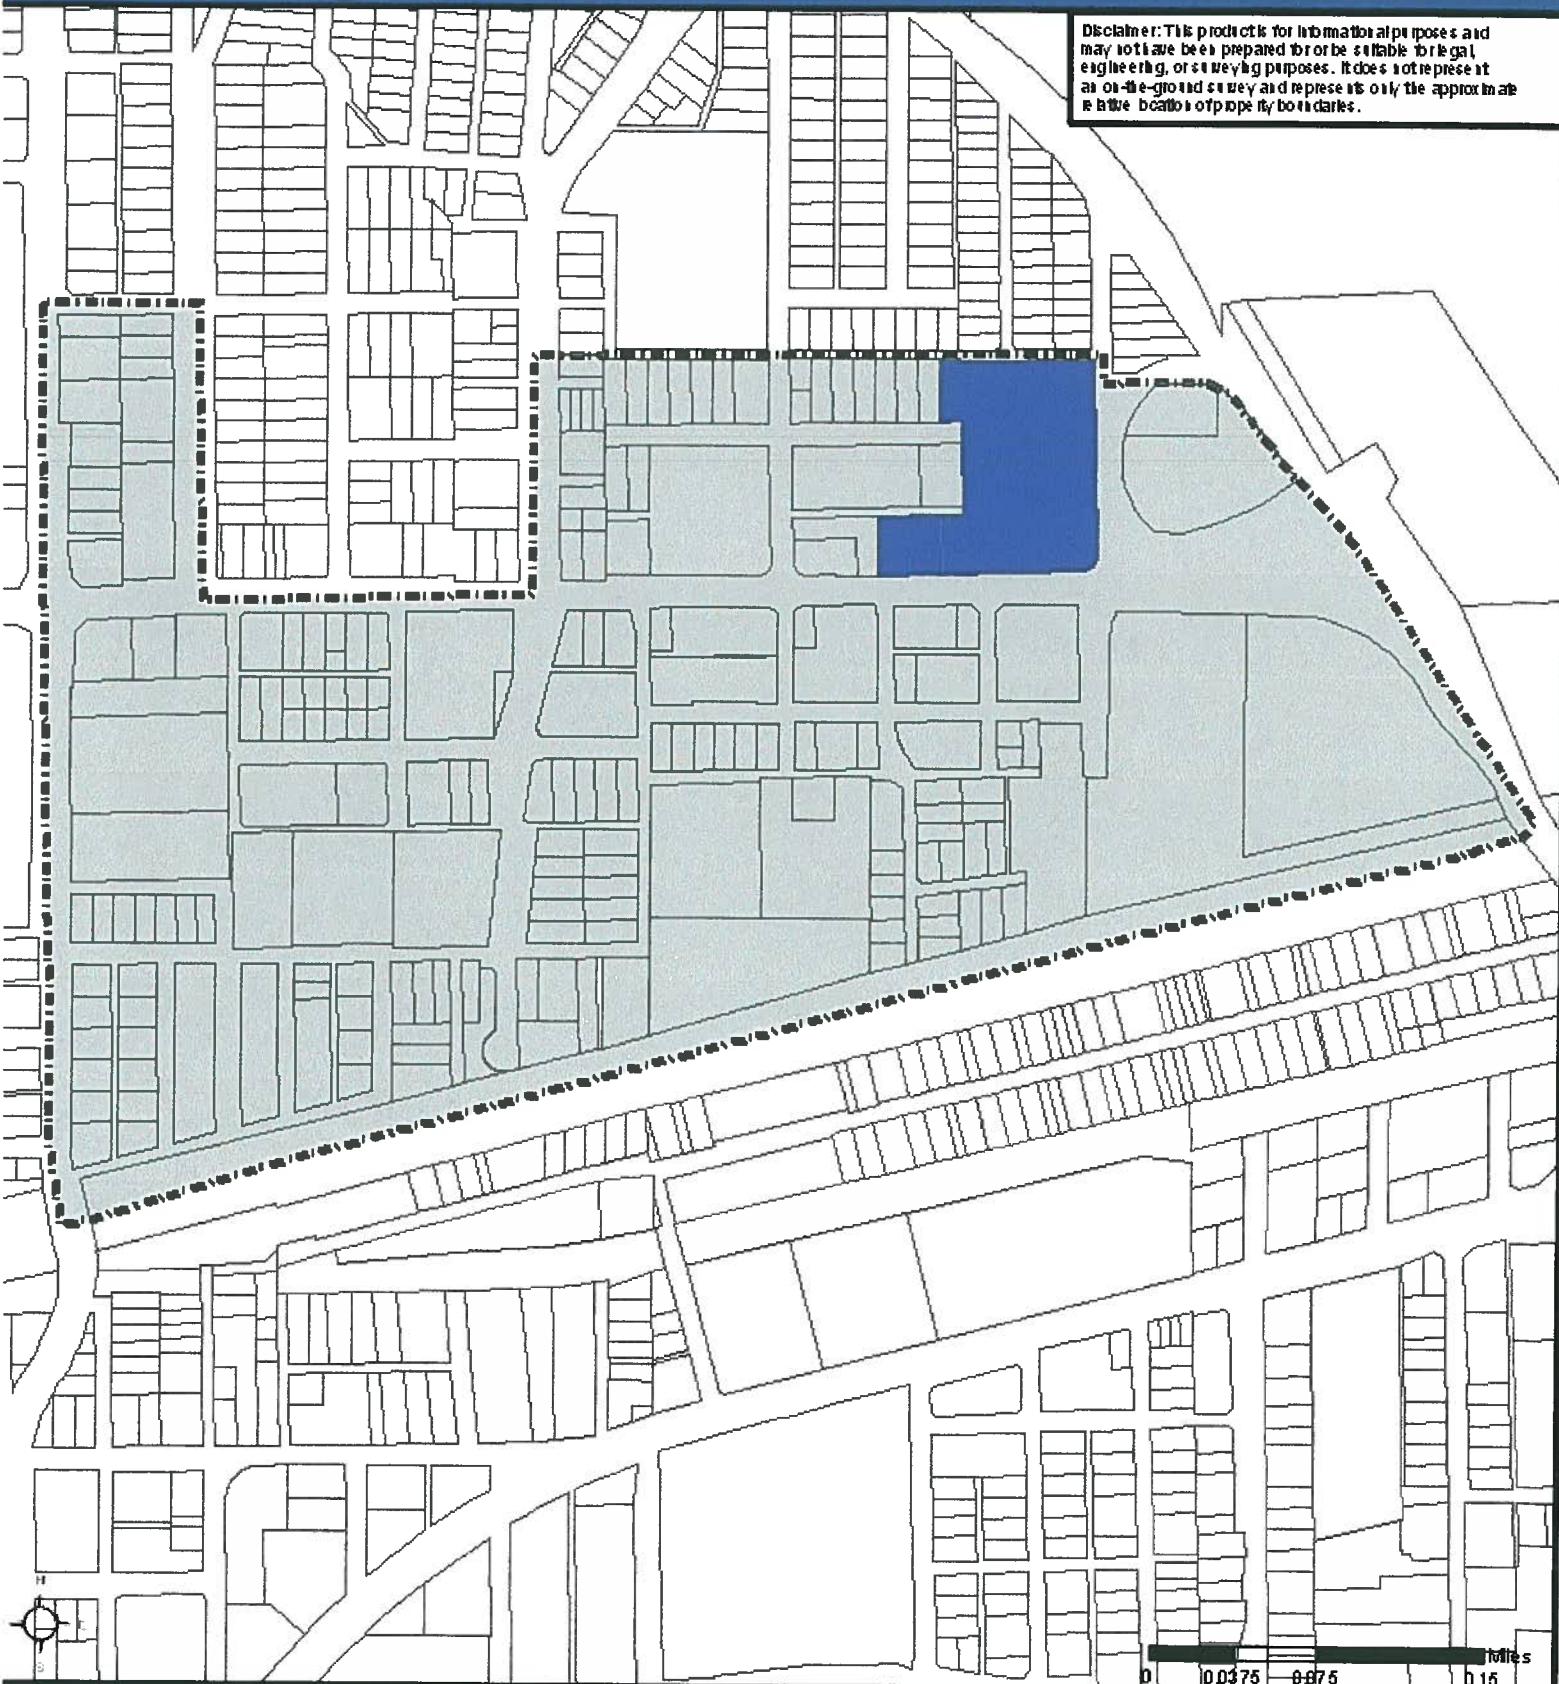 Disclaimer: This product is for informational purposes and
may not have been prepared for or be suitable for legal,
engineering, or surveying purposes. It does not represent
an on-the-ground survey and represents only the approximate
relative location of property boundaries.
N
E
S
Miles
0 0.0375 0.075 0.15